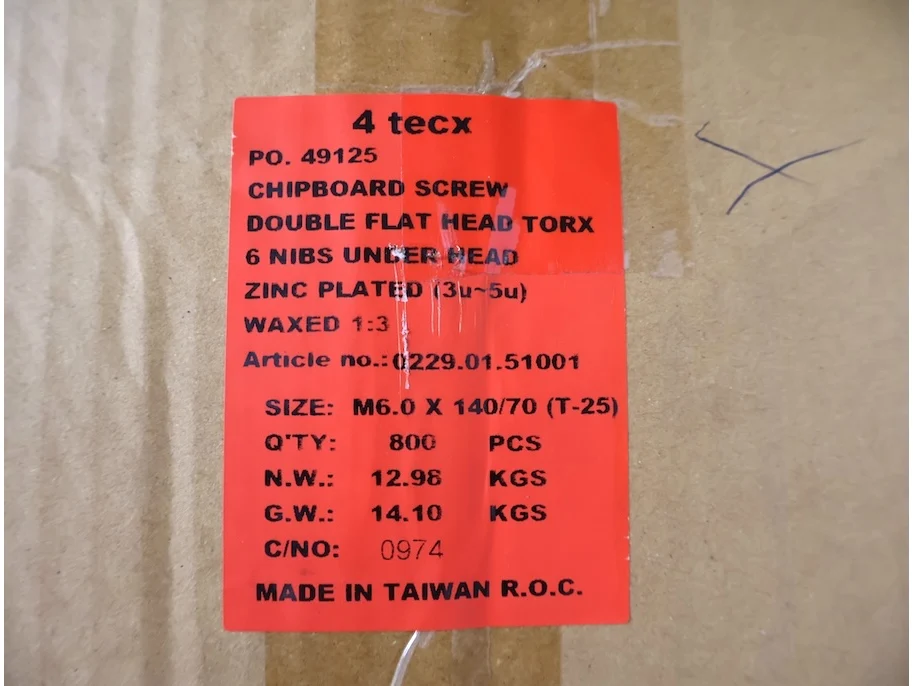 4 tecx
PO. 49125
CHIPBOARD SCREW
DOUBLE FLAT HEAD TORX
6 NIBS UNDER HEAD
ZINC PLATED (3u~5u)
WAXED 1:3
Article no.:0229.01.51001
SIZE: M6.0 X 140/70 (T-25)
Q'TY: 800 PCS
N.W.: 12.98 KGS
G.W.: 14.10 KGS
C/NO: 0974
MADE IN TAIWAN R.O.C.